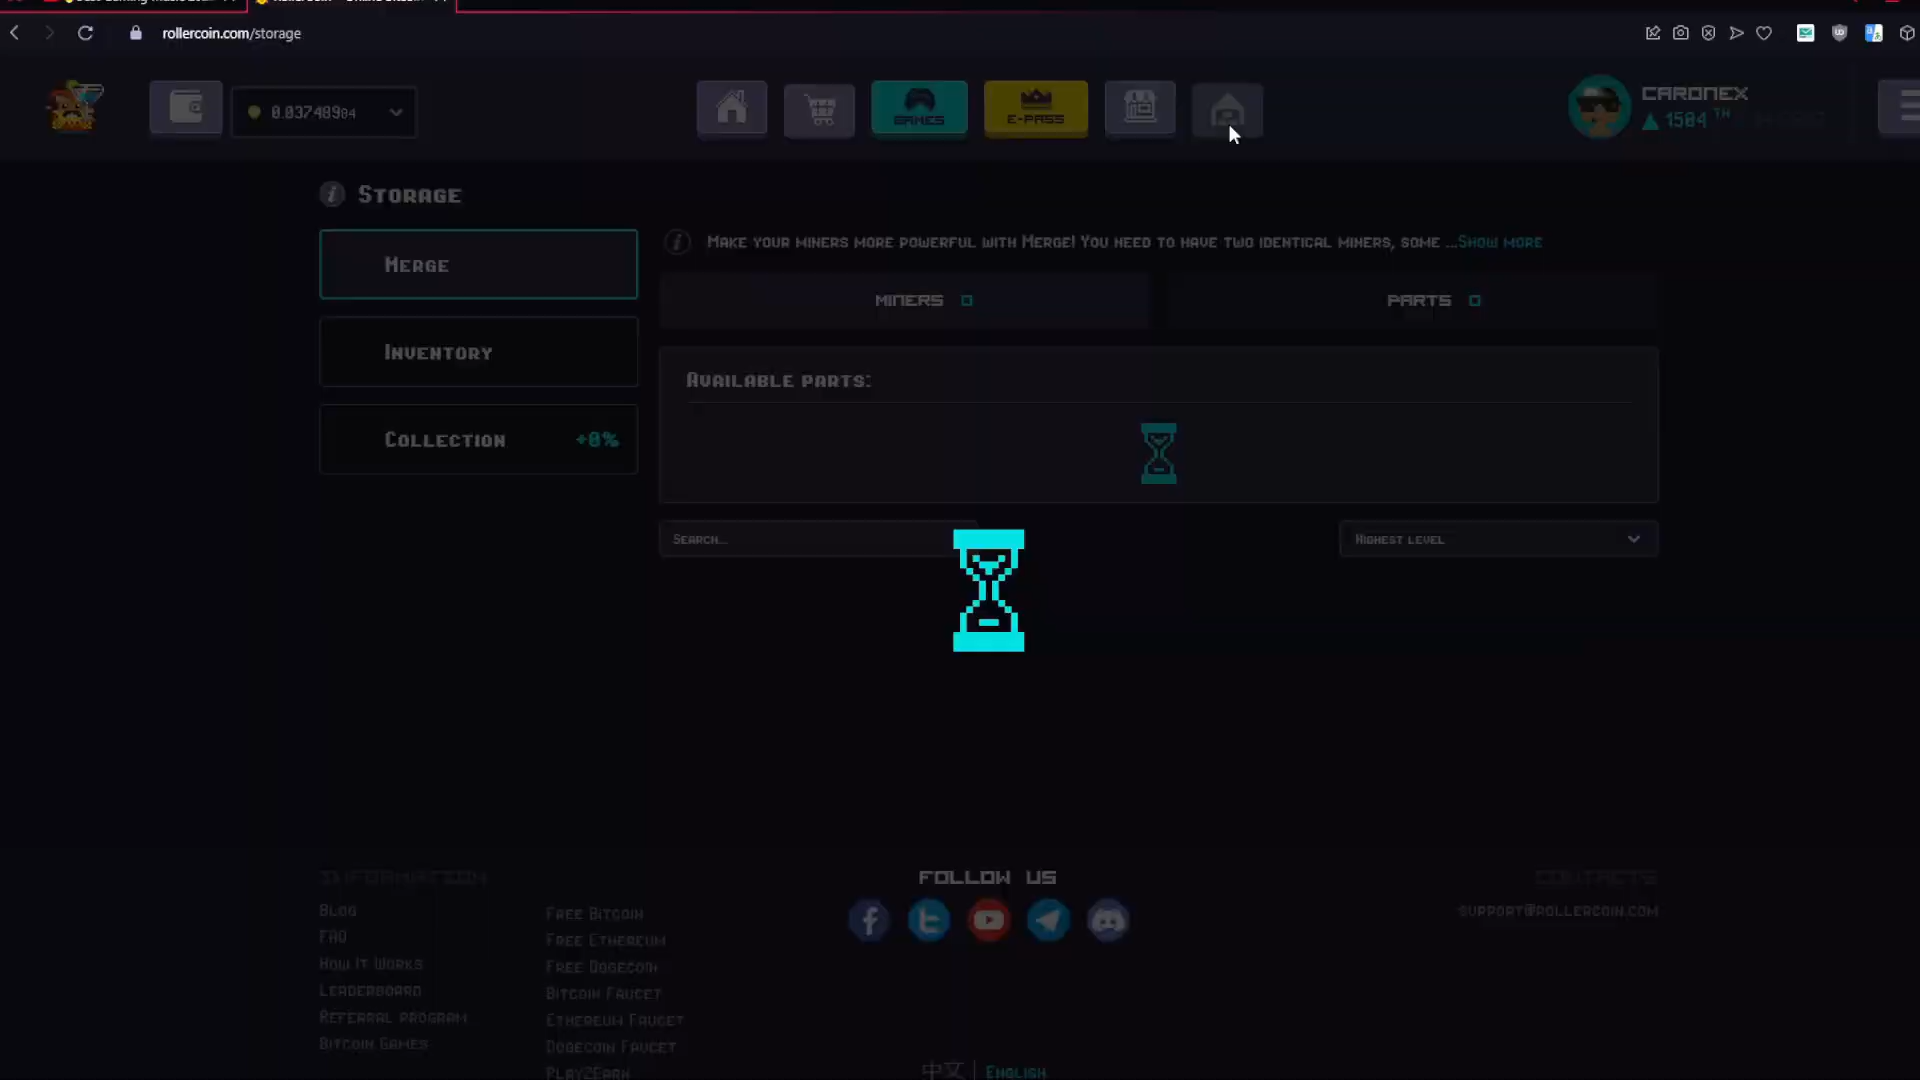 rollercoin.com/storage
0.03748984
GAMES
E-PASS
CARONEX
1504 TH
STORAGE
MERGE
INVENTORY
COLLECTION +0%
MAKE YOUR MINERS MORE POWERFUL WITH MERGE! YOU NEED TO HAVE TWO IDENTICAL MINERS, SOME ...SHOW MORE
MINERS 0
PARTS 0
AVAILABLE PARTS:
SEARCH...
HIGHEST LEVEL
INFORMATION
BLOG
FAQ
HOW IT WORKS
LEADERBOARD
REFERRAL PROGRAM
BITCOIN GAMES
FREE BITCOIN
FREE ETHEREUM
FREE DOGECOIN
BITCOIN FAUCET
ETHEREUM FAUCET
DOGECOIN FAUCET
PLAY2EARN
FOLLOW US
中文 | ENGLISH
CONTACTS
SUPPORT@ROLLERCOIN.COM